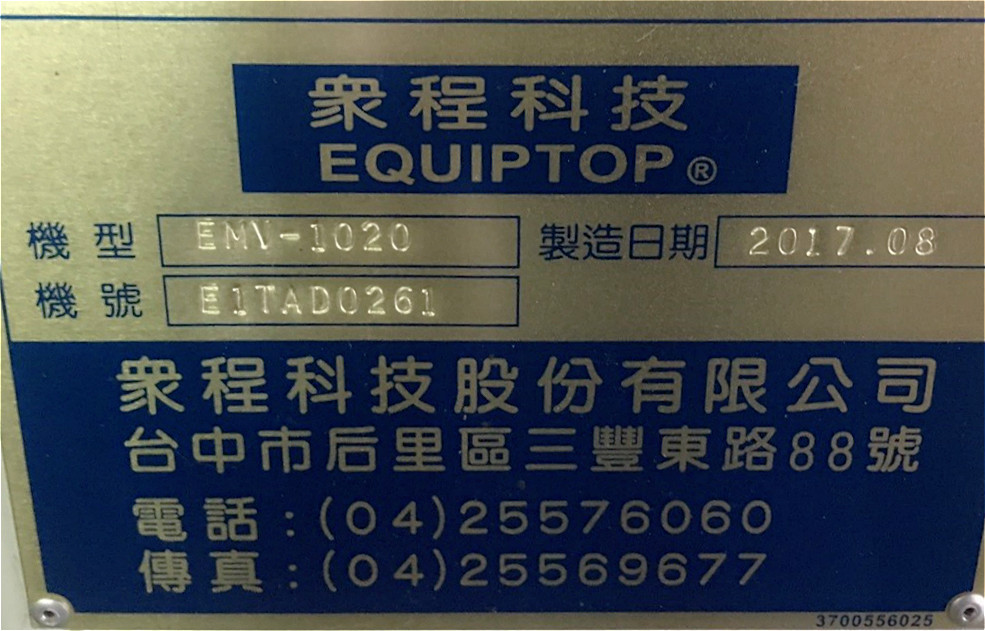 眾程科技
EQUIPTOP®
機型 EMV-1020 製造日期 2017.08
機號 E1TAD0261
眾程科技股份有限公司
台中市后里區三豐東路88號
電話:(04)25576060
傳真:(04)25569677
3700556025